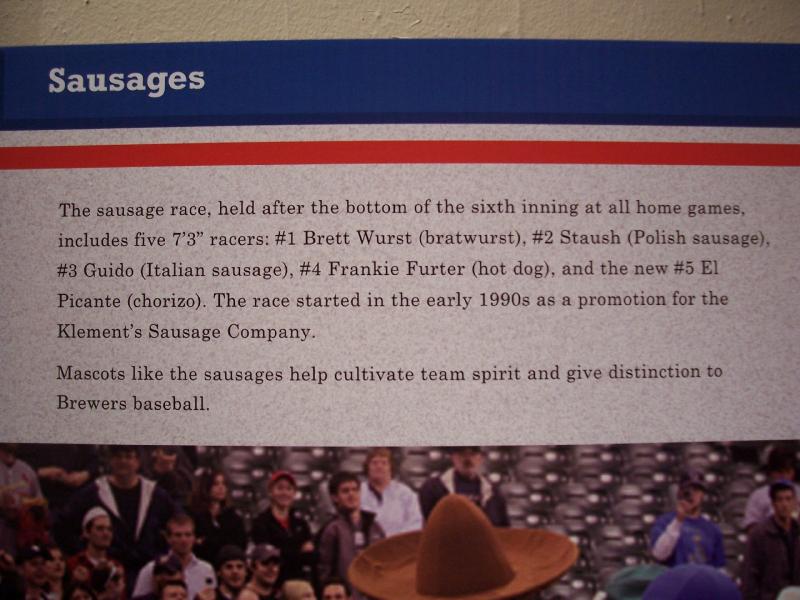 Sausages
The sausage race, held after the bottom of the sixth inning at all home games,
includes five 7'3” racers: #1 Brett Wurst (bratwurst), #2 Staush (Polish sausage),
#3 Guido (Italian sausage), #4 Frankie Furter (hot dog), and the new #5 El
Picante (chorizo). The race started in the early 1990s as a promotion for the
Klement's Sausage Company.
Mascots like the sausages help cultivate team spirit and give distinction to
Brewers baseball.